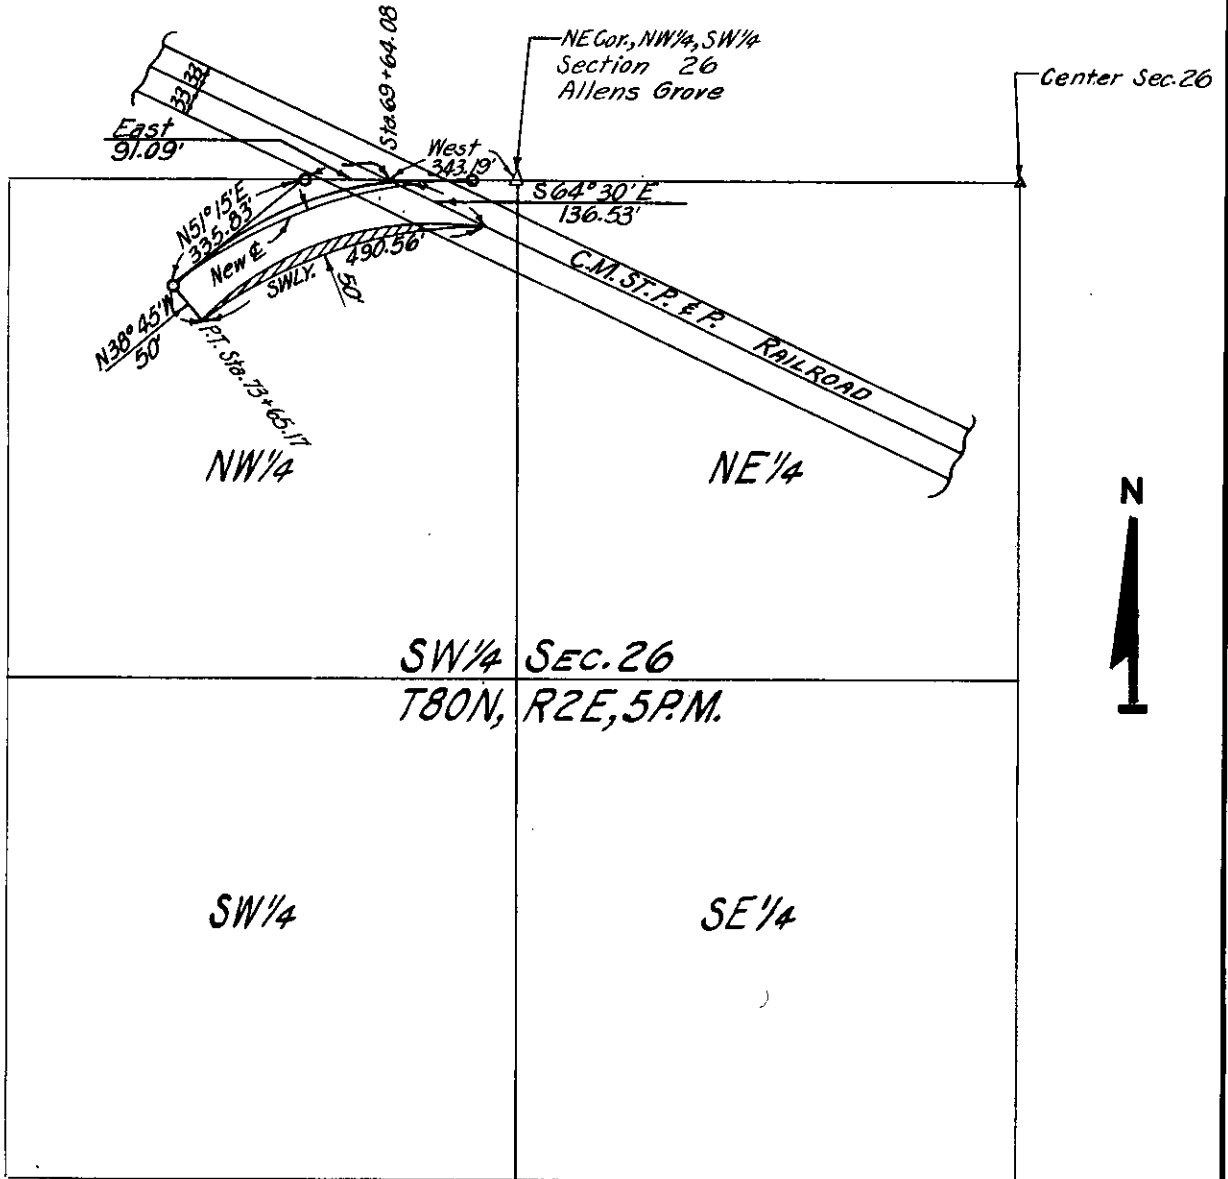 Sta.69+64.08
NE Cor., NW¼, SW¼
Section 26
Allens Grove
Center Sec. 26
33 33
East
91.09'
West
343.19'
S64°30'E
136.53'
N51°15'E
335.83'
New ℄
SWLY. 490.56'
50'
N38°45'W
50'
P.T. Sta.73+65.17
C.M. ST. P. & P. RAILROAD
NW¼
NE¼
N
SW¼ SEC. 26
T80N, R2E, 5P.M.
SW¼
SE¼